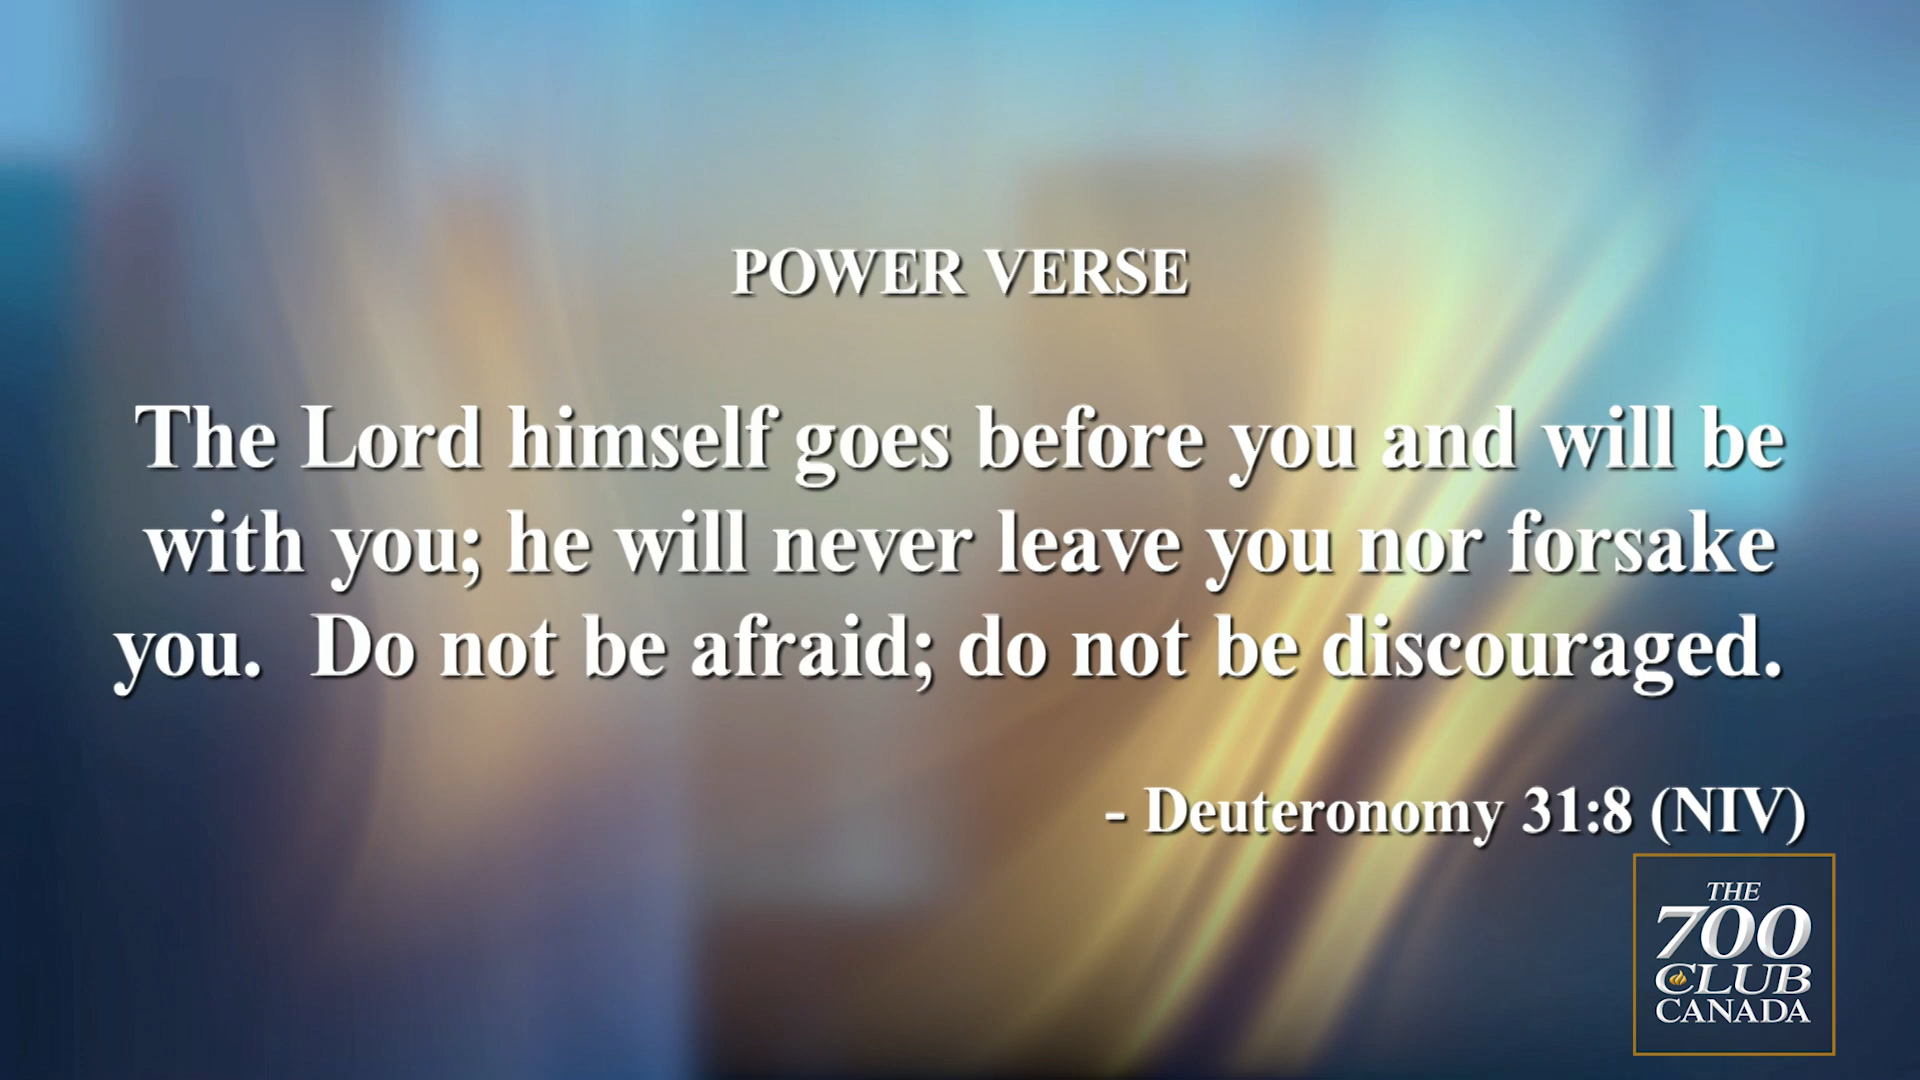 POWER VERSE
The Lord himself goes before you and will be
with you; he will never leave you nor forsake
you.  Do not be afraid; do not be discouraged.
- Deuteronomy 31:8 (NIV)
THE
700
CLUB
CANADA